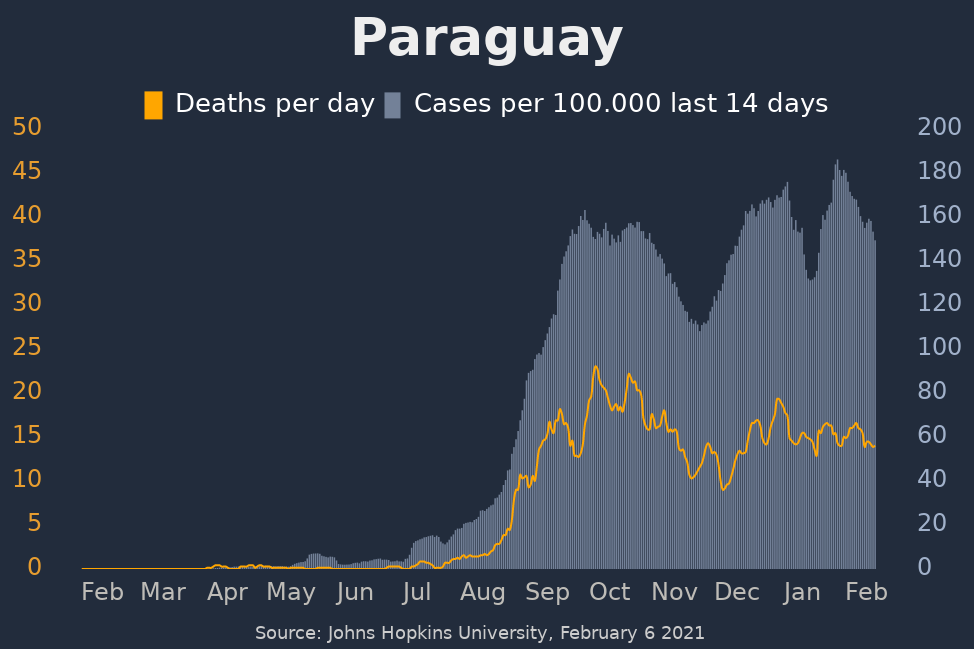 Paraguay
Deaths per day Cases per 100.000 last 14 days
50 200
45 180
40 160
35 140
30 120
25 100
20 80
15 60
10 40
5 20
0 0
Feb Mar Apr May Jun Jul Aug Sep Oct Nov Dec Jan Feb
Source: Johns Hopkins University, February 6 2021